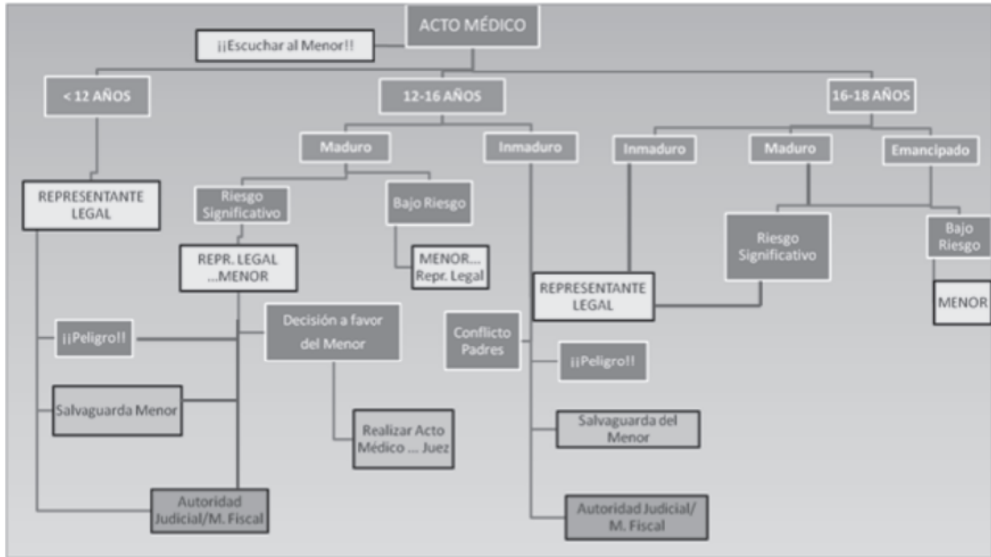 ACTO MÉDICO
¡¡Escuchar al Menor!!
< 12 AÑOS
12-16 AÑOS
16-18 AÑOS
Maduro
Inmaduro
Inmaduro
Maduro
Emancipado
REPRESENTANTE
LEGAL
Riesgo
Significativo
Bajo Riesgo
Riesgo
Significativo
Bajo
Riesgo
REPR. LEGAL
...MENOR
MENOR...
Repr. Legal
REPRESENTANTE
LEGAL
MENOR
¡¡Peligro!!
Decisión a favor
del Menor
Conflicto
Padres
¡¡Peligro!!
Salvaguarda Menor
Realizar Acto
Médico ... Juez
Salvaguarda del
Menor
Autoridad
Judicial/M. Fiscal
Autoridad Judicial/
M. Fiscal